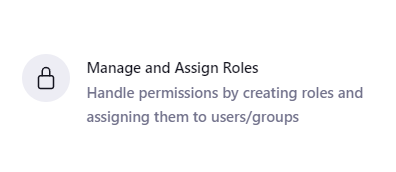 Manage and Assign Roles
Handle permissions by creating roles and
assigning them to users/groups